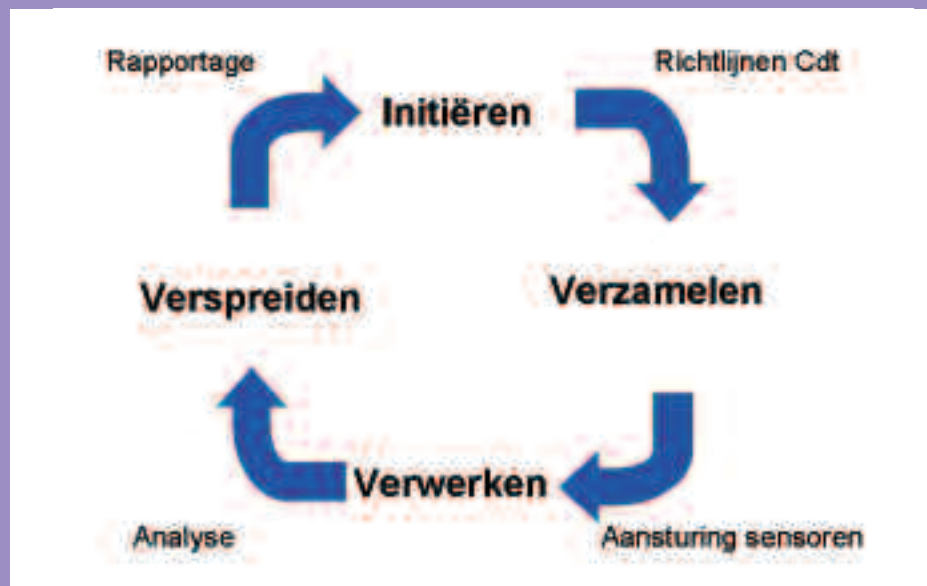 Rapportage
Richtlijnen Cdt
Initiëren
Verspreiden
Verzamelen
Verwerken
Analyse
Aansturing sensoren